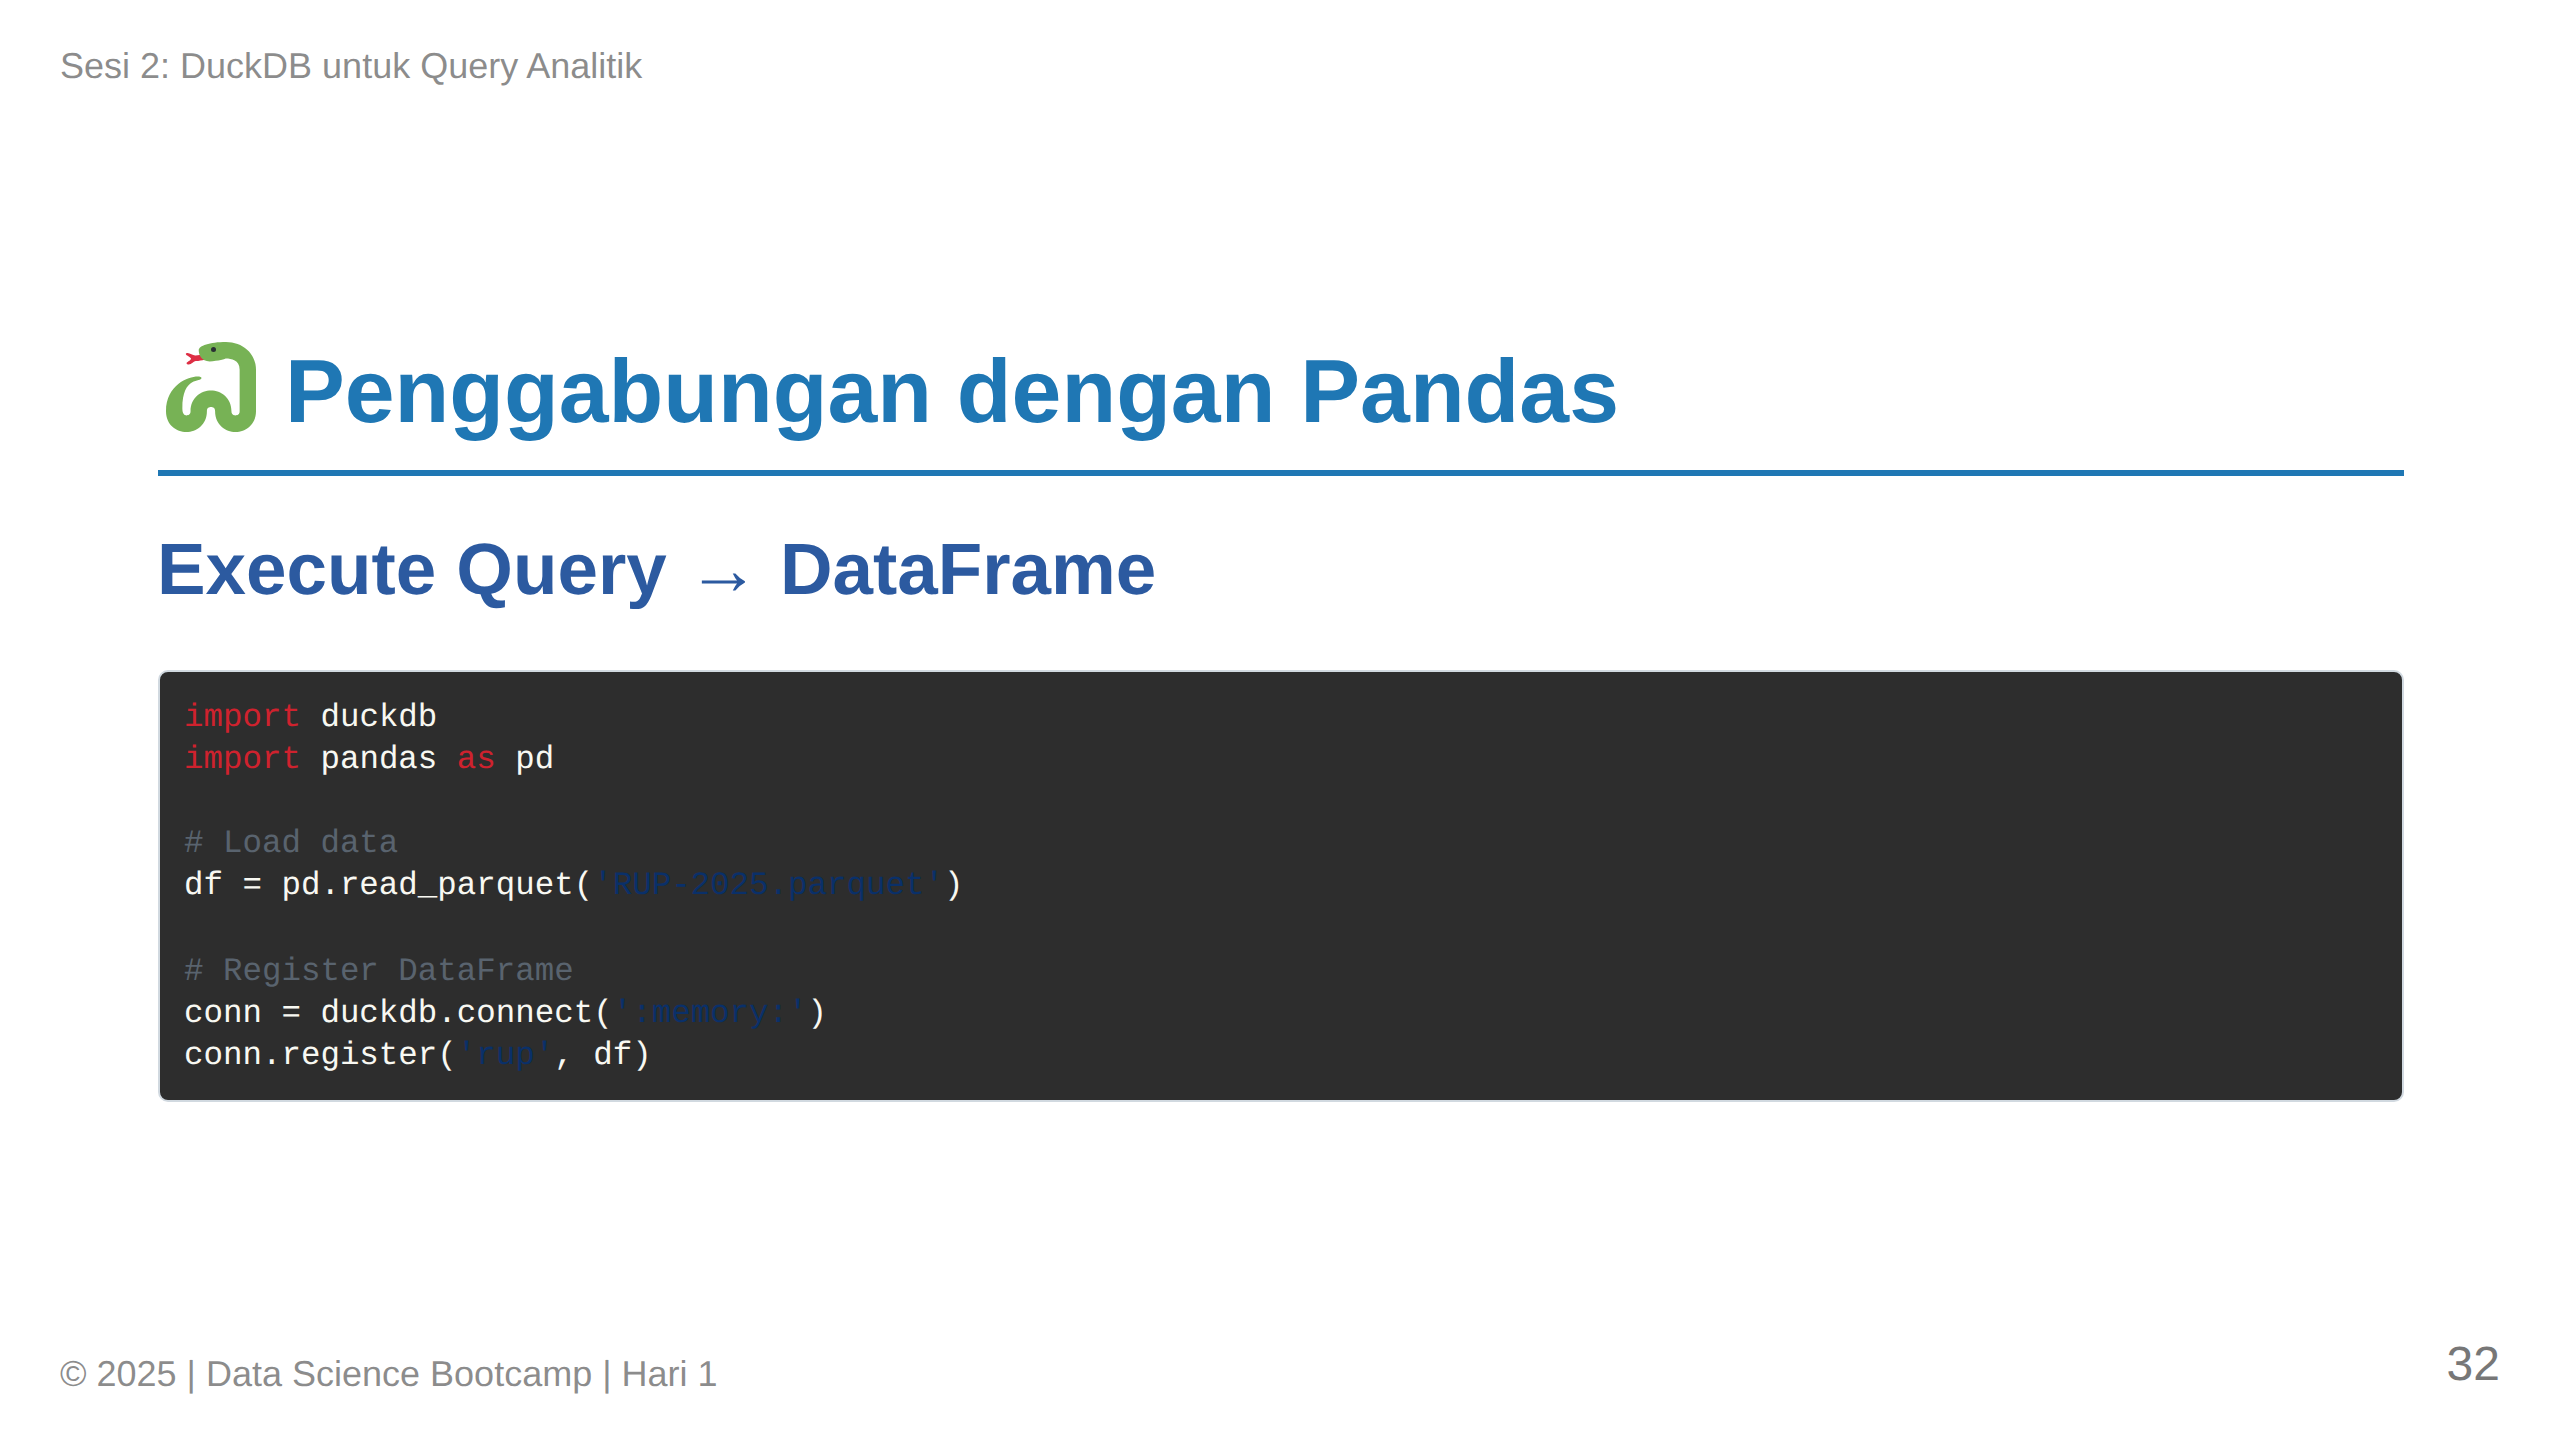 Sesi 2: DuckDB untuk Query Analitik
🐍 Penggabungan dengan Pandas
Execute Query → DataFrame
import duckdb
import pandas as pd
# Load data
df = pd.read_parquet('RUP-2025.parquet')
# Register DataFrame
conn = duckdb.connect(':memory:')
conn.register('rup', df)
© 2025 | Data Science Bootcamp | Hari 1
32